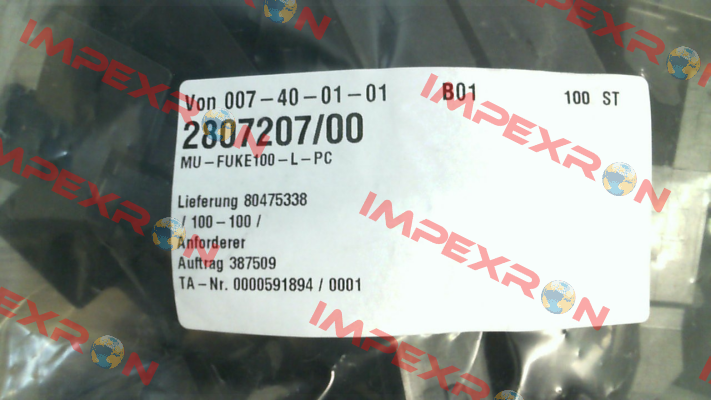 Von 007-40-01-01 B01 100 ST
2807207/00
MU-FUKE100-L-PC
Lieferung 80475338
/ 100-100 /
Anforderer
Auftrag 387509
TA-Nr. 0000591894 / 0001
IMPEXRON
IMPEXRON
IMPEXRON
IMPEXRON
IMPEXRON
IMPEXRON